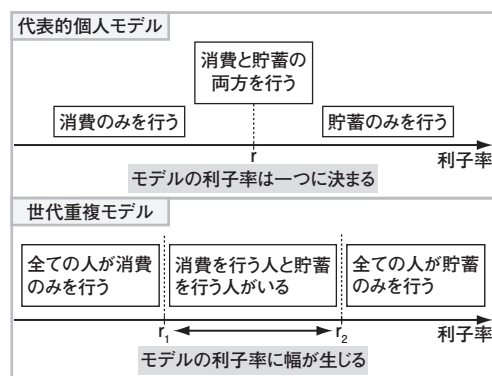 代表的個人モデル
消費と貯蓄の
両方を行う
消費のみを行う
貯蓄のみを行う
r
利子率
モデルの利子率は一つに決まる
世代重複モデル
全ての人が消費
のみを行う
消費を行う人と貯蓄
を行う人がいる
全ての人が貯蓄
のみを行う
r1
r2
利子率
モデルの利子率に幅が生じる